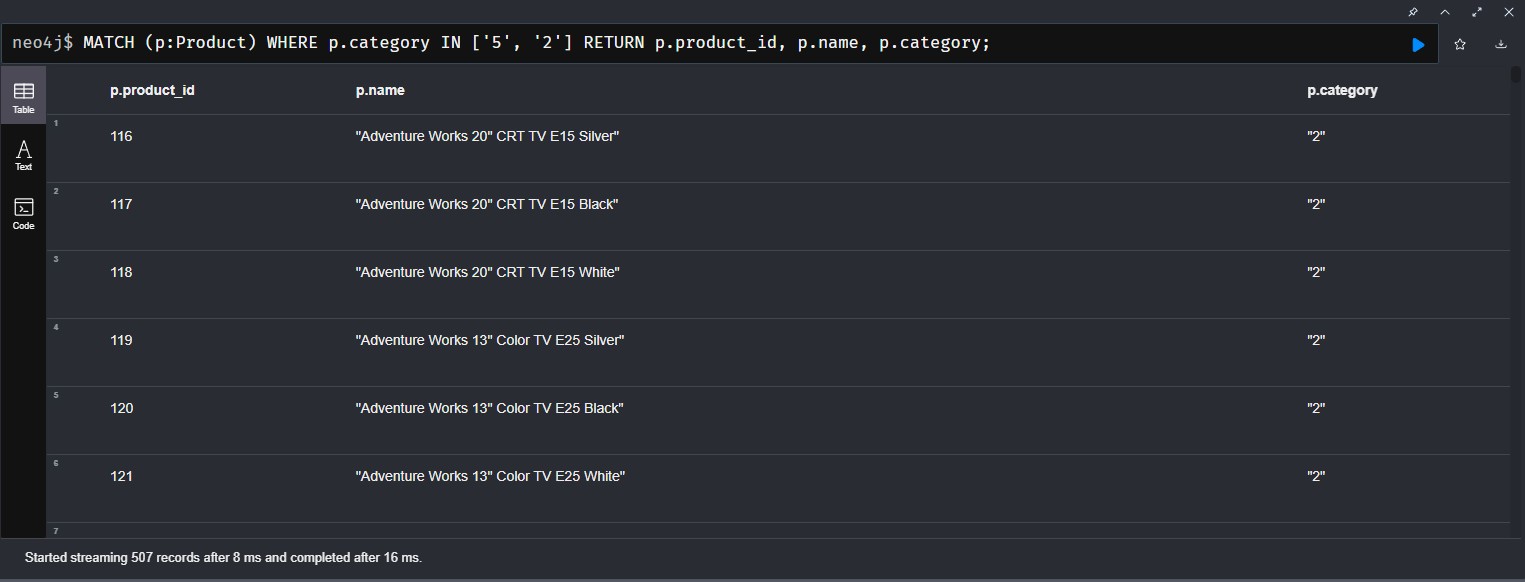 neo4j$ MATCH (p:Product) WHERE p.category IN ['5', '2'] RETURN p.product_id, p.name, p.category;
Table
Text
Code
p.product_id p.name p.category
1
116 "Adventure Works 20" CRT TV E15 Silver" "2"
2
117 "Adventure Works 20" CRT TV E15 Black" "2"
3
118 "Adventure Works 20" CRT TV E15 White" "2"
4
119 "Adventure Works 13" Color TV E25 Silver" "2"
5
120 "Adventure Works 13" Color TV E25 Black" "2"
6
121 "Adventure Works 13" Color TV E25 White" "2"
7
Started streaming 507 records after 8 ms and completed after 16 ms.